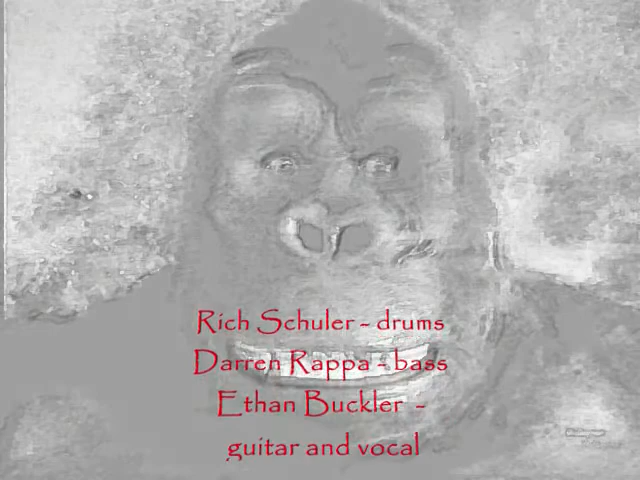 Rich Schuler - drums
Darren Rappa - bass
Ethan Buckler -
guitar and vocal